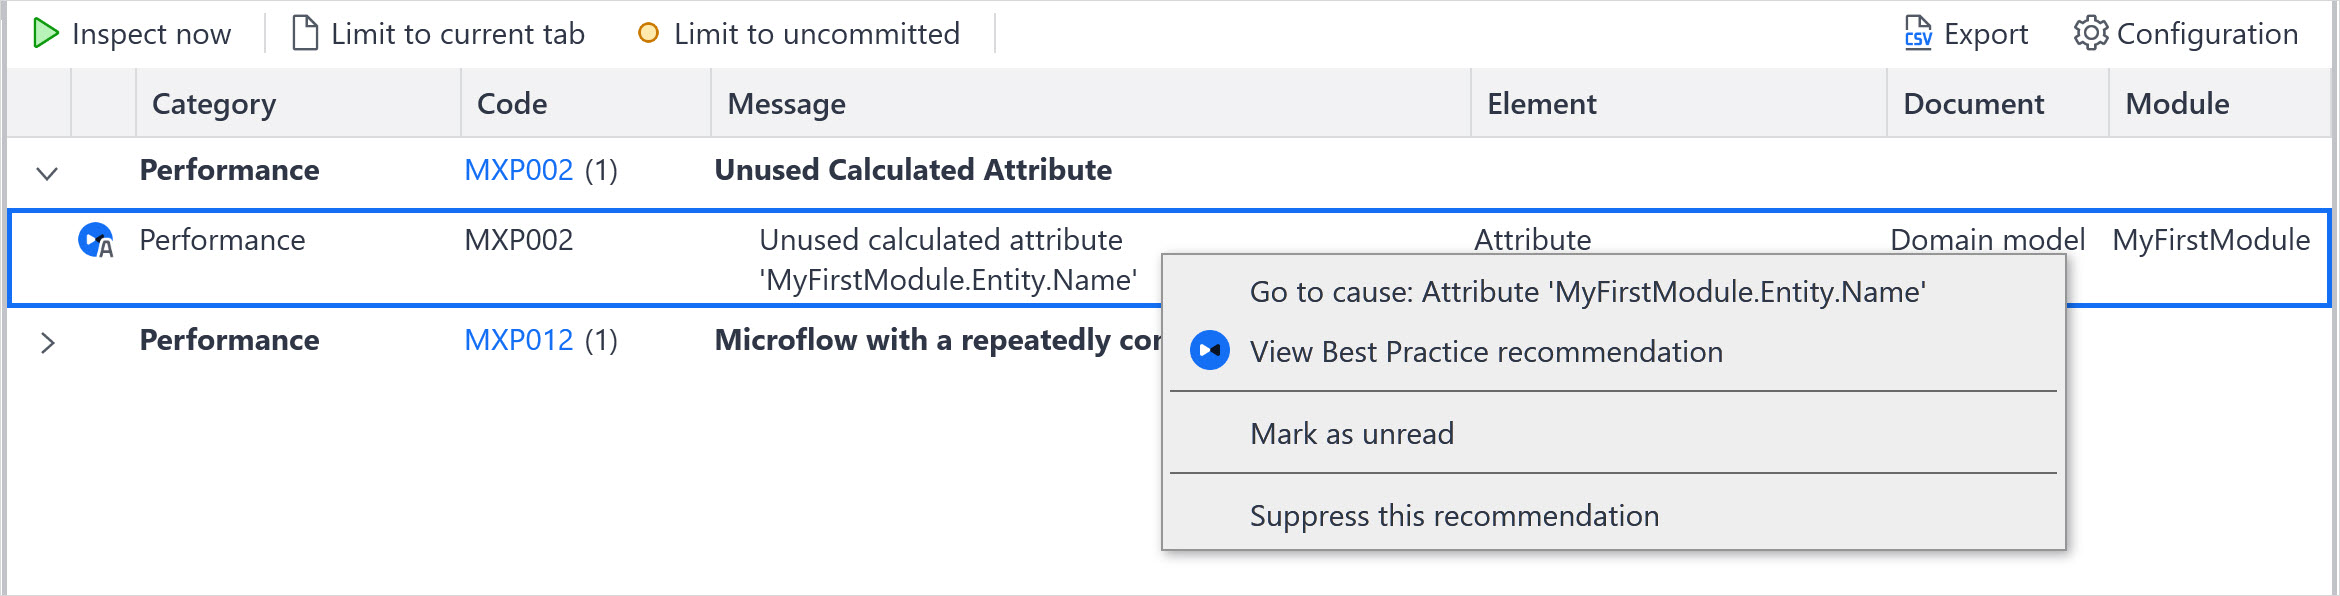 Inspect now Limit to current tab Limit to uncommitted CSV Export Configuration
Category Code Message Element Document Module
Performance MXP002 (1) Unused Calculated Attribute
A Performance MXP002 Unused calculated attribute Attribute Domain model MyFirstModule
'MyFirstModule.Entity.Name'
Go to cause: Attribute 'MyFirstModule.Entity.Name'
Performance MXP012 (1) Microflow with a repeatedly
View Best Practice recommendation
Mark as unread
Suppress this recommendation